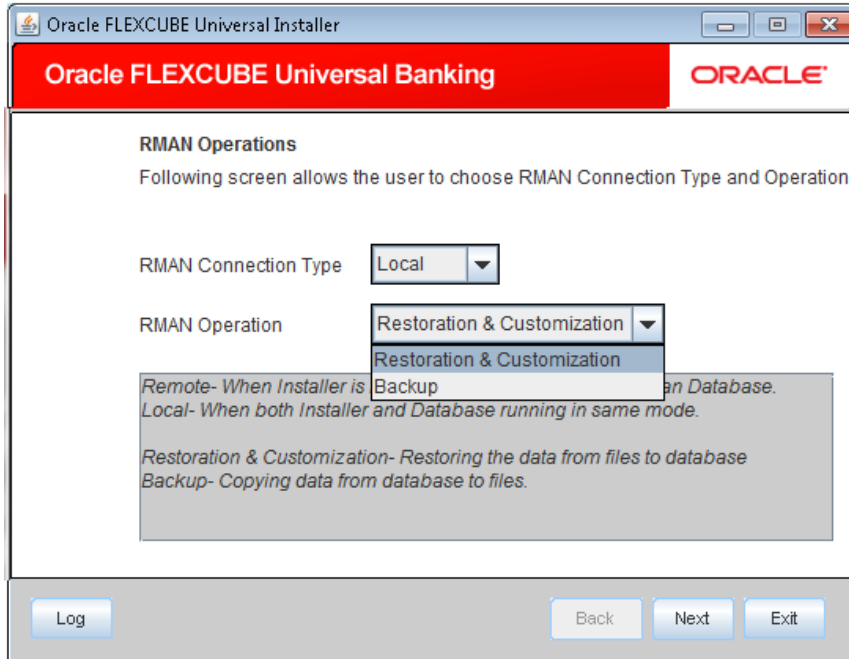 Oracle FLEXCUBE Universal Installer
Oracle FLEXCUBE Universal Banking
ORACLE
RMAN Operations
Following screen allows the user to choose RMAN Connection Type and Operation
RMAN Connection Type Local
RMAN Operation Restoration & Customization
Restoration & Customization
Backup
Remote- When Installer is an Database.
Local- When both Installer and Database running in same mode.
Restoration & Customization- Restoring the data from files to database
Backup- Copying data from database to files.
Log Back Next Exit